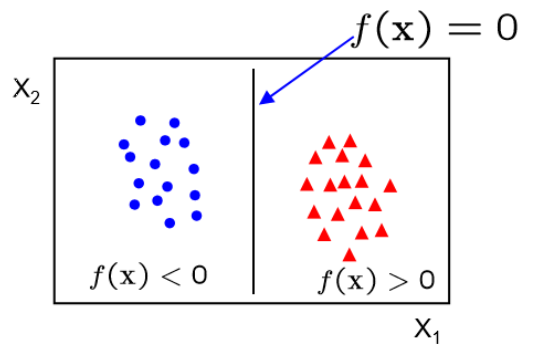 f(x) = 0
X₂
f(x) < 0
f(x) > 0
X₁